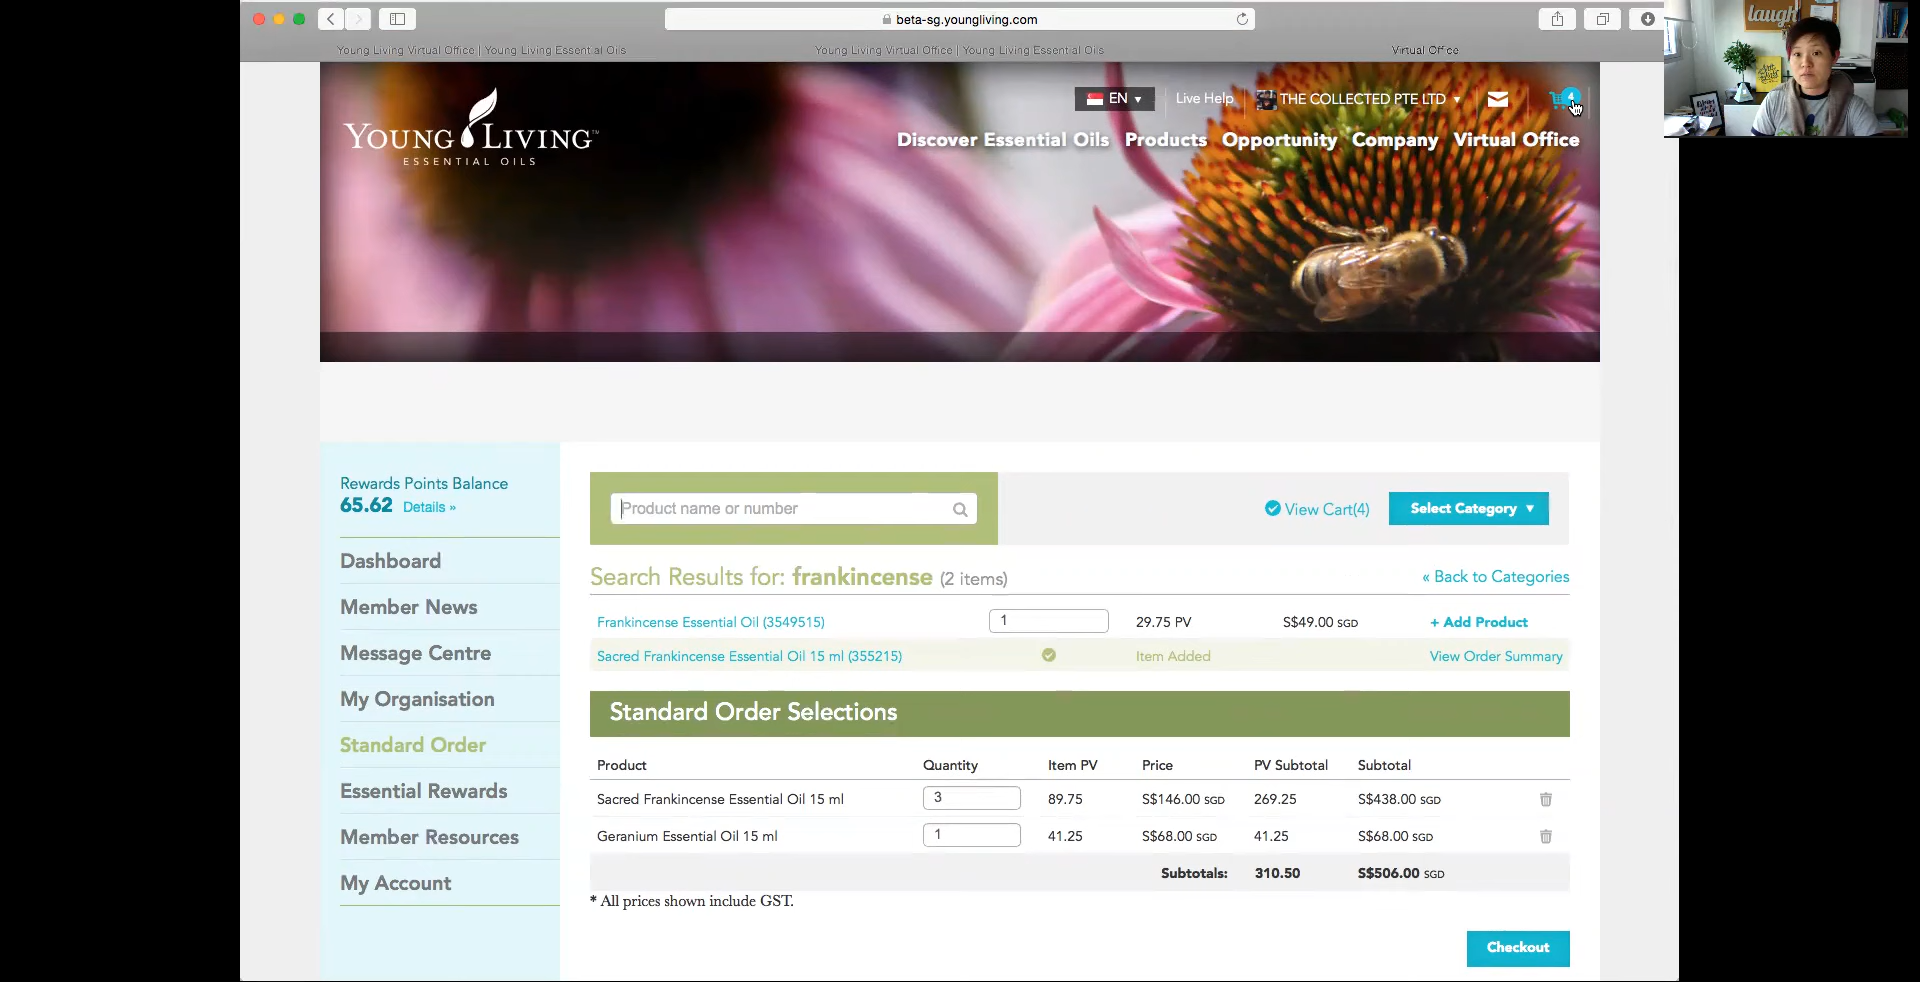 beta-sg.youngliving.com
Young Living Virtual Office | Young Living Essential Oils
Young Living Virtual Office | Young Living Essential Oils
Virtual Office
laugh
EN ▼
Live Help
THE COLLECTED PTE LTD ▼
4
YOUNG LIVING™
ESSENTIAL OILS
Discover Essential Oils
Products
Opportunity
Company
Virtual Office
Rewards Points Balance
65.62 Details »
Dashboard
Member News
Message Centre
My Organisation
Standard Order
Essential Rewards
Member Resources
My Account
Product name or number
View Cart(4)
Select Category ▼
Search Results for: frankincense (2 items)
« Back to Categories
Frankincense Essential Oil (3549515) 1 29.75 PV S$49.00 SGD + Add Product
Sacred Frankincense Essential Oil 15 ml (355215) Item Added View Order Summary
Standard Order Selections
Product Quantity Item PV Price PV Subtotal Subtotal
Sacred Frankincense Essential Oil 15 ml 3 89.75 S$146.00 SGD 269.25 S$438.00 SGD
Geranium Essential Oil 15 ml 1 41.25 S$68.00 SGD 41.25 S$68.00 SGD
Subtotals: 310.50 S$506.00 SGD
* All prices shown include GST.
Checkout